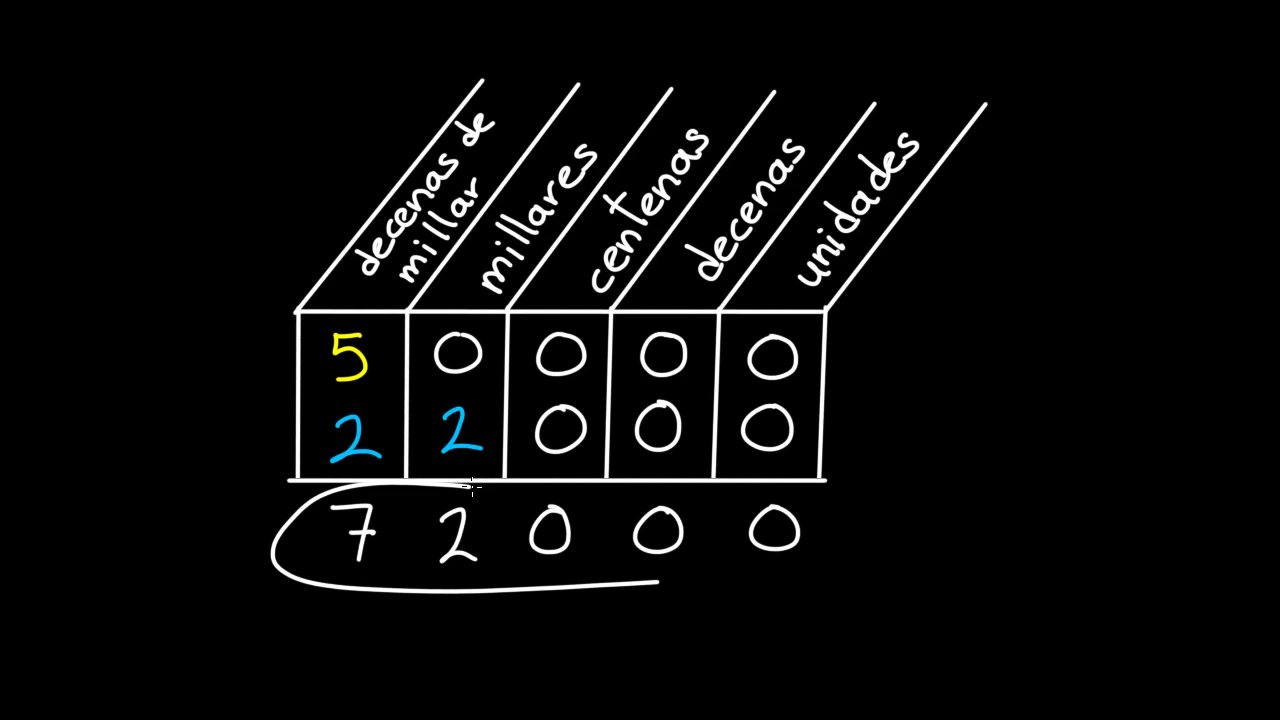 decenas de
millar
millares
centenas
decenas
unidades
5 0 0 0 0
2 2 0 0 0
7 2 0 0 0